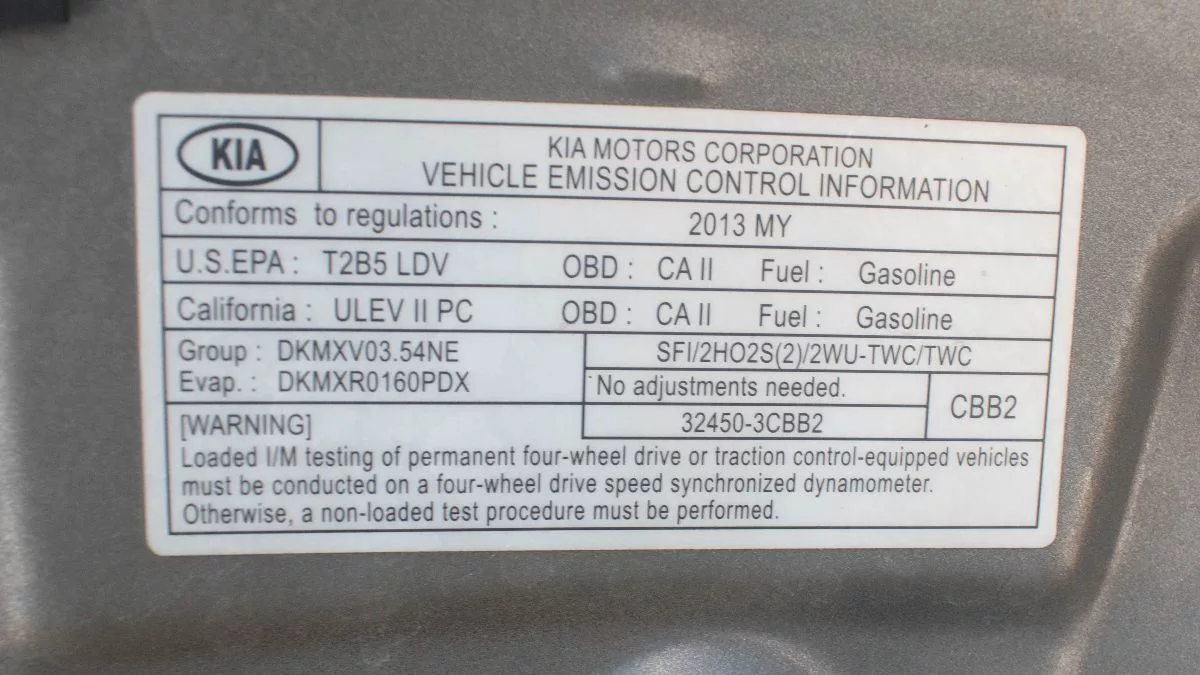 KIA
KIA MOTORS CORPORATION
VEHICLE EMISSION CONTROL INFORMATION
Conforms to regulations : 2013 MY
U.S.EPA : T2B5 LDV OBD : CA II Fuel : Gasoline
California : ULEV II PC OBD : CA II Fuel : Gasoline
Group : DKMXV03.54NE
Evap. : DKMXR0160PDX
SFI/2HO2S(2)/2WU-TWC/TWC
No adjustments needed.
32450-3CBB2
CBB2
[WARNING]
Loaded I/M testing of permanent four-wheel drive or traction control-equipped vehicles
must be conducted on a four-wheel drive speed synchronized dynamometer.
Otherwise, a non-loaded test procedure must be performed.